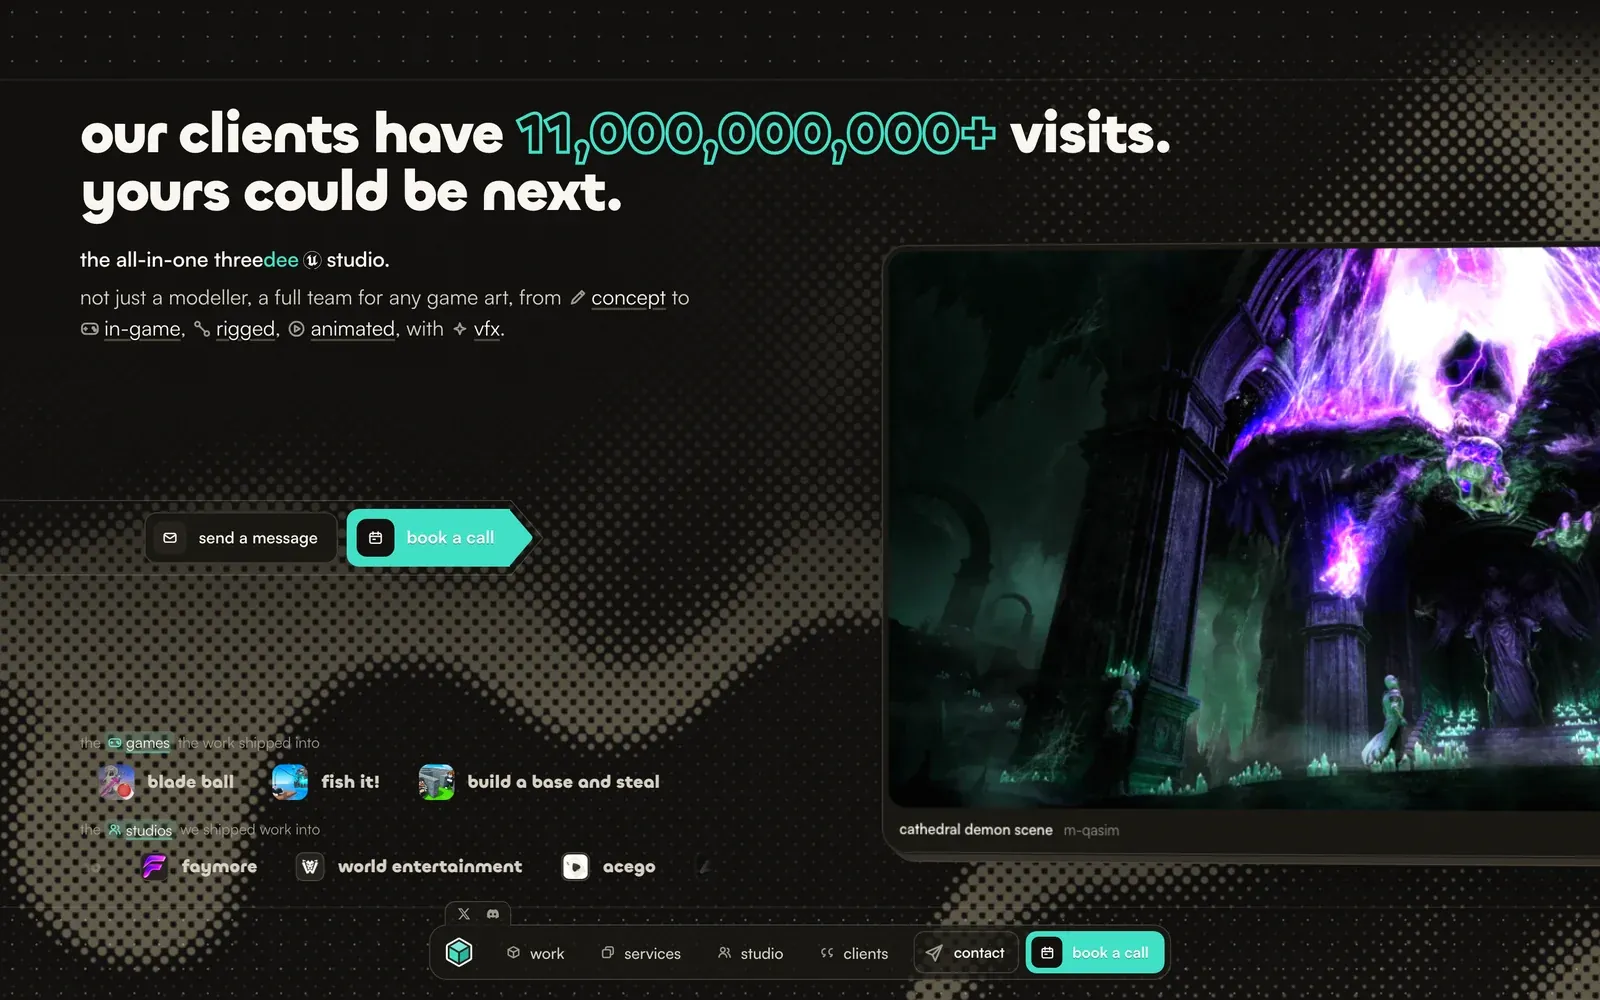 our clients have 11,000,000,000+ visits.
yours could be next.
the all-in-one threedee studio.
not just a modeller, a full team for any game art, from concept to
in-game, rigged, animated, with vfx.
send a message
book a call
the games the work shipped into
blade ball
fish it!
build a base and steal
the studios we shipped work into
faymore
world entertainment
acego
cathedral demon scene m-qasim
work
services
studio
clients
contact
book a call